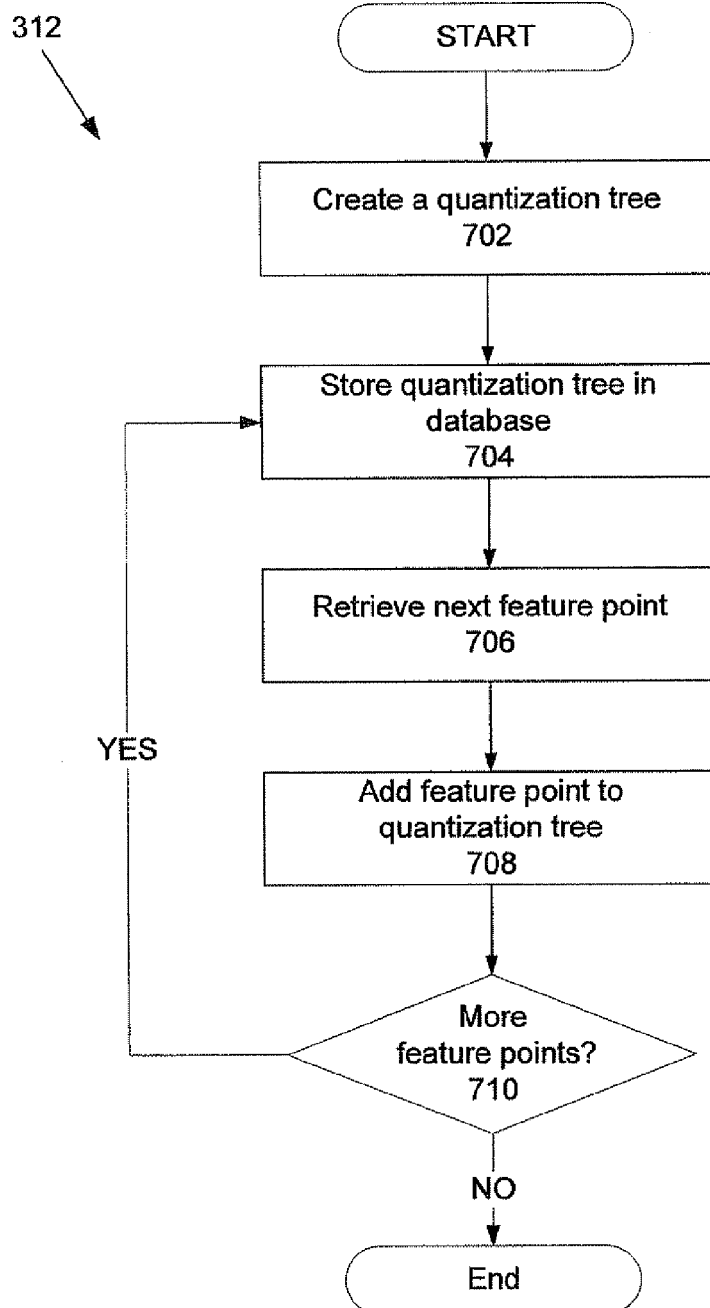 312
START
Create a quantization tree
702
Store quantization tree in
database
704
Retrieve next feature point
706
YES
Add feature point to
quantization tree
708
More
feature points?
710
NO
End